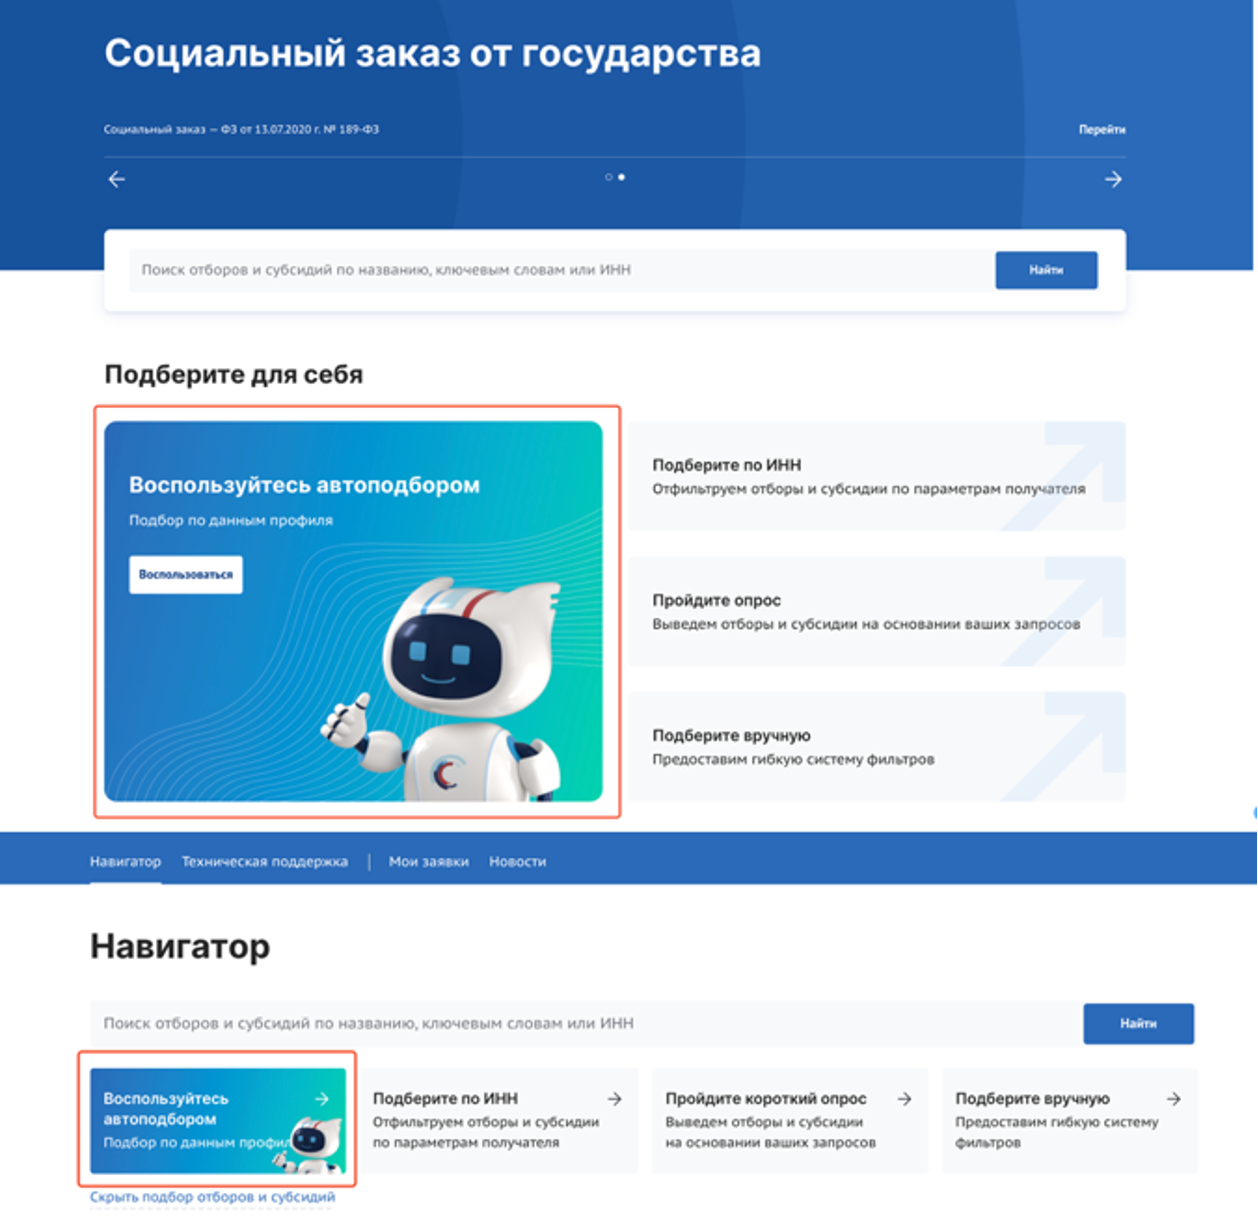 Социальный заказ от государства
Социальный заказ — ФЗ от 13.07.2020 г. № 189-ФЗ
Перейти
Поиск отборов и субсидий по названию, ключевым словам или ИНН
Найти
Подберите для себя
Воспользуйтесь автоподбором
Подбор по данным профиля
Воспользоваться
Подберите по ИНН
Отфильтруем отборы и субсидии по параметрам получателя
Пройдите опрос
Выведем отборы и субсидии на основании ваших запросов
Подберите вручную
Предоставим гибкую систему фильтров
Навигатор Техническая поддержка | Мои заявки Новости
Навигатор
Поиск отборов и субсидий по названию, ключевым словам или ИНН
Найти
Воспользуйтесь
автоподбором
Подбор по данным профил
Подберите по ИНН
Отфильтруем отборы и субсидии
по параметрам получателя
Пройдите короткий опрос
Выведем отборы и субсидии
на основании ваших запросов
Подберите вручную
Предоставим гибкую систему
фильтров
Скрыть подбор отборов и субсидий